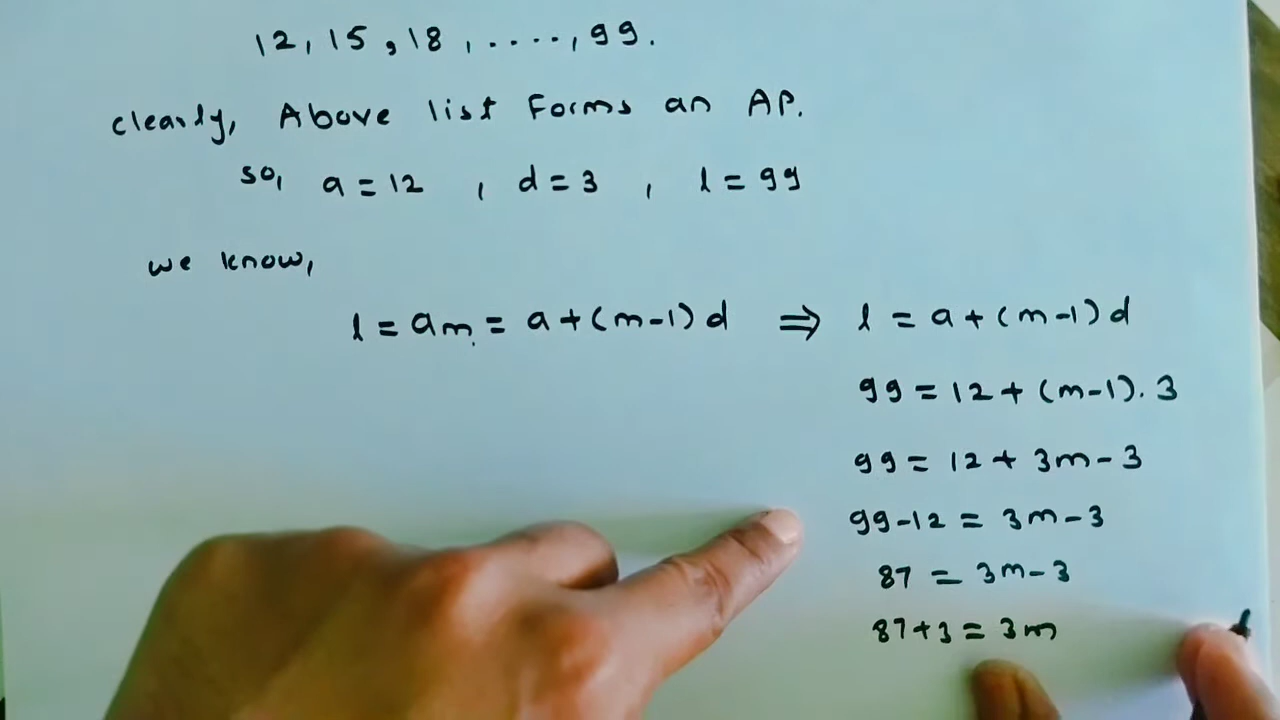 12, 15, 18, ...., 99.
clearly, Above list Forms an AP.
so, a = 12 , d = 3 , l = 99
we know,
l = am = a + (m-1) d ⇒ l = a + (m-1) d
99 = 12 + (m-1). 3
99 = 12 + 3m - 3
99 - 12 = 3m - 3
87 = 3m - 3
87 + 3 = 3m